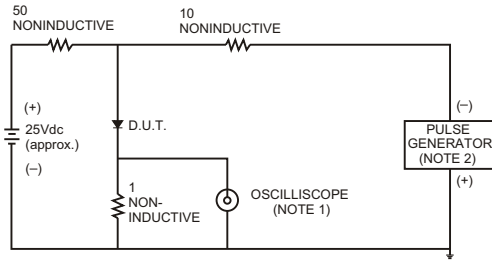 50
NONINDUCTIVE
10
NONINDUCTIVE
(+)
25Vdc
(approx.)
(–)
D.U.T.
1
NON-
INDUCTIVE
OSCILLISCOPE
(NOTE 1)
(–)
PULSE
GENERATOR
(NOTE 2)
(+)